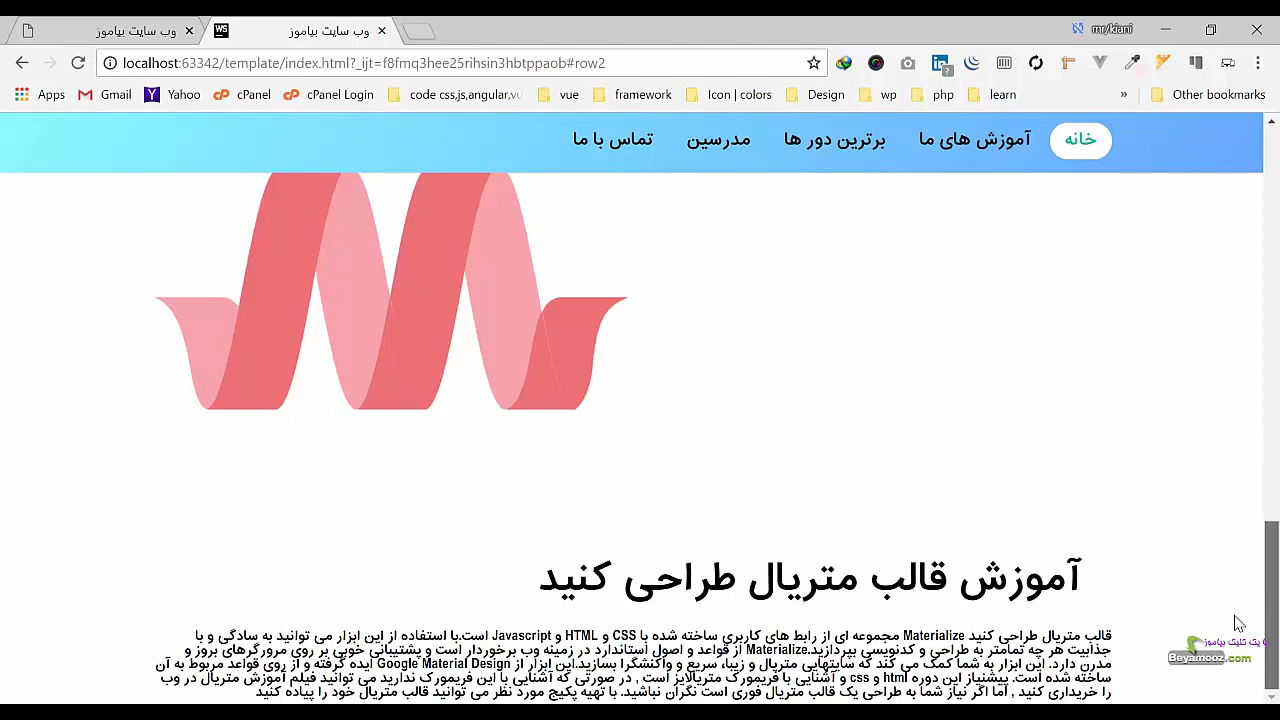 وب سایت بیاموز
وب سایت بیاموز
mr/kiani
localhost:63342/template/index.html?_ijt=f8fmq3hee25rihsin3hbtppaob#row2
Apps Gmail Yahoo cPanel cPanel Login code css,js,angular,vu vue framework Icn | colors Design wp php learn » Other bookmarks
خانه آموزش های ما برترین دور ها مدرسین تماس با ما
آموزش قالب متریال طراحی کنید
قالب متریال طراحی کنید Materialize مجموعه ای از رابط های کاربری ساخته شده با CSS و HTML و Javascript است.با استفاده از این ابزار می توانید به سادگی و با
جذابیت هر چه تمامتر به طراحی و کدنویسی بپردازید.Materialize از قواعد و اصول استاندارد در زمینه وب برخوردار است و پشتیبانی خوبی بر روی مرورگرهای بروز و
مدرن دارد. این ابزار به شما کمک می کند که سایتهایی متریال و زیبا، سریع و واکنشگرا بسازید.این ابزار از Google Material Design ایده گرفته و از روی قواعد مربوط به آن
ساخته شده است. پیشنیاز این دوره html و css و آشنایی با فریمورک متریالایز است , در صورتی که آشنایی با این فریمورک ندارید می توانید فیلم آموزش متریال در وب
را خریداری کنید , اما اگر نیاز شما به طراحی یک قالب متریال فوری است نگران نباشید. با تهیه پکیج مورد نظر می توانید قالب متریال خود را پیاده کنید
با یک کلیک بیاموز
Beyamooz.com